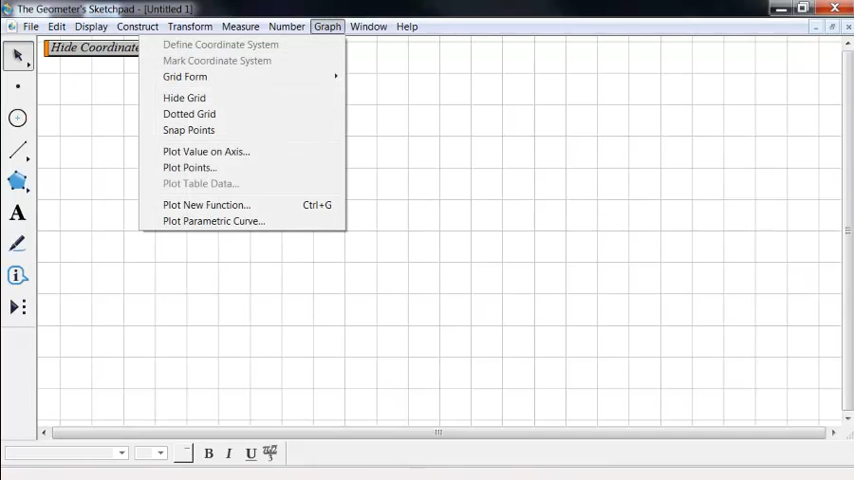 The Geometer's Sketchpad - [Untitled 1]
File Edit Display Construct Transform Measure Number Graph Window Help
Hide Coordinate
Define Coordinate System
Mark Coordinate System
Grid Form
Hide Grid
Dotted Grid
Snap Points
Plot Value on Axis...
Plot Points...
Plot Table Data...
Plot New Function... Ctrl+G
Plot Parametric Curve...
A
B I U